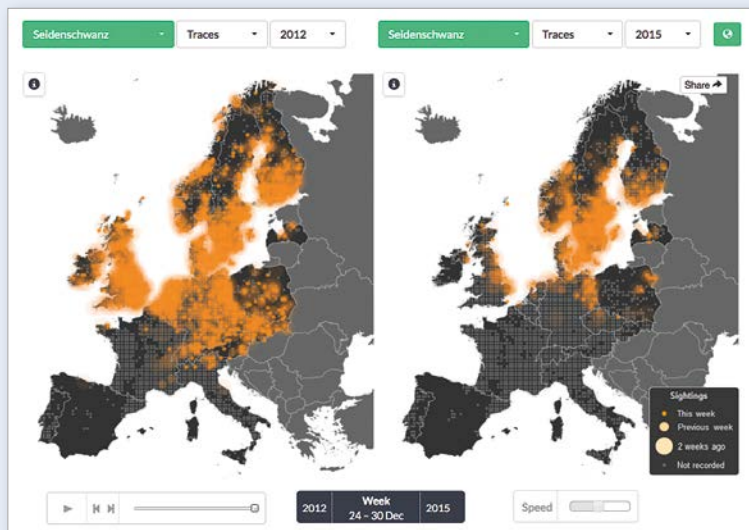 Seidenschwanz Traces 2012 Seidenschwanz Traces 2015
Share
Sightings
This week
Previous week
2 weeks ago
Not recorded
2012 Week 24 – 30 Dec 2015
Speed